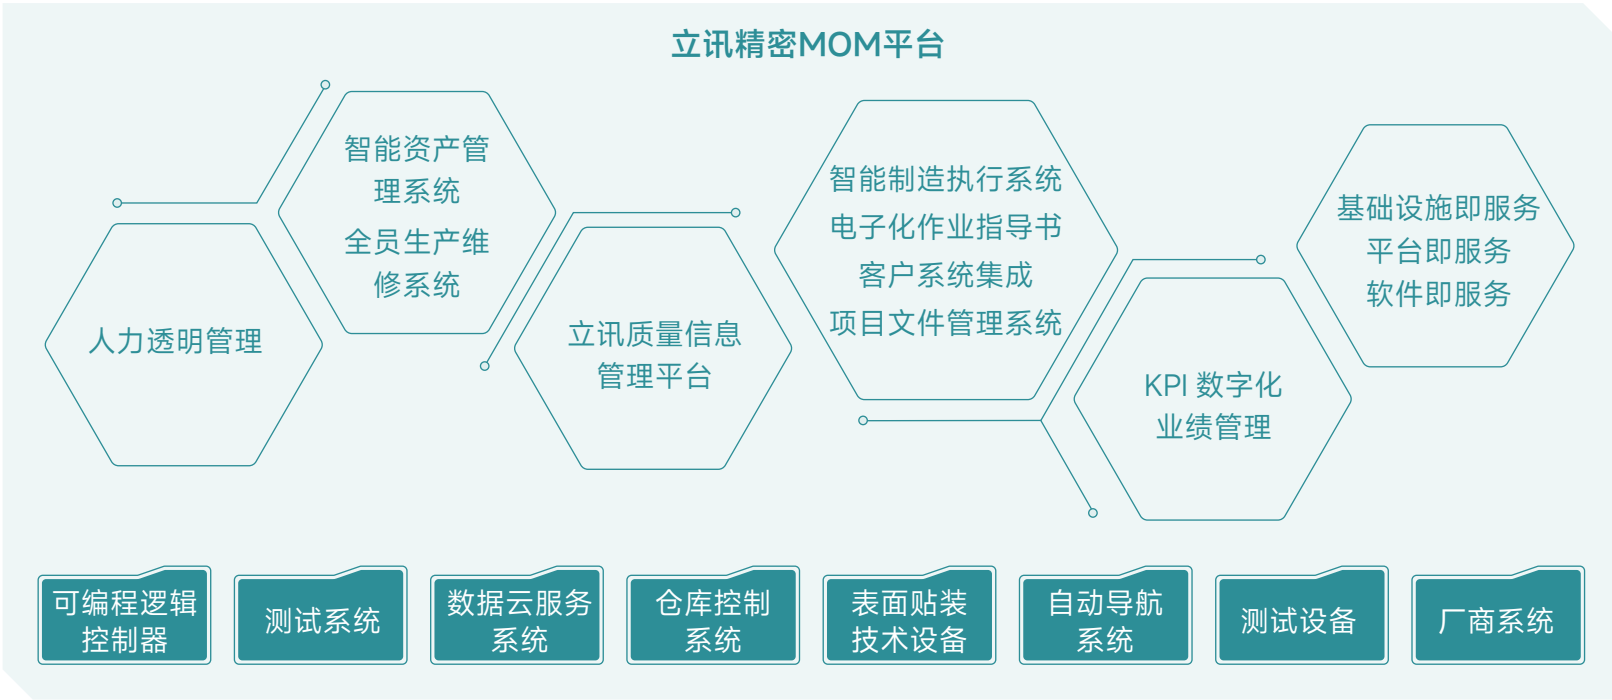 立讯精密MOM平台
人力透明管理
智能资产管
理系统
全员生产维
修系统
立讯质量信息
管理平台
智能制造执行系统
电子化作业指导书
客户系统集成
项目文件管理系统
KPI 数字化
业绩管理
基础设施即服务
平台即服务
软件即服务
可编程逻辑
控制器
测试系统
数据云服务
系统
仓库控制
系统
表面贴装
技术设备
自动导航
系统
测试设备
厂商系统